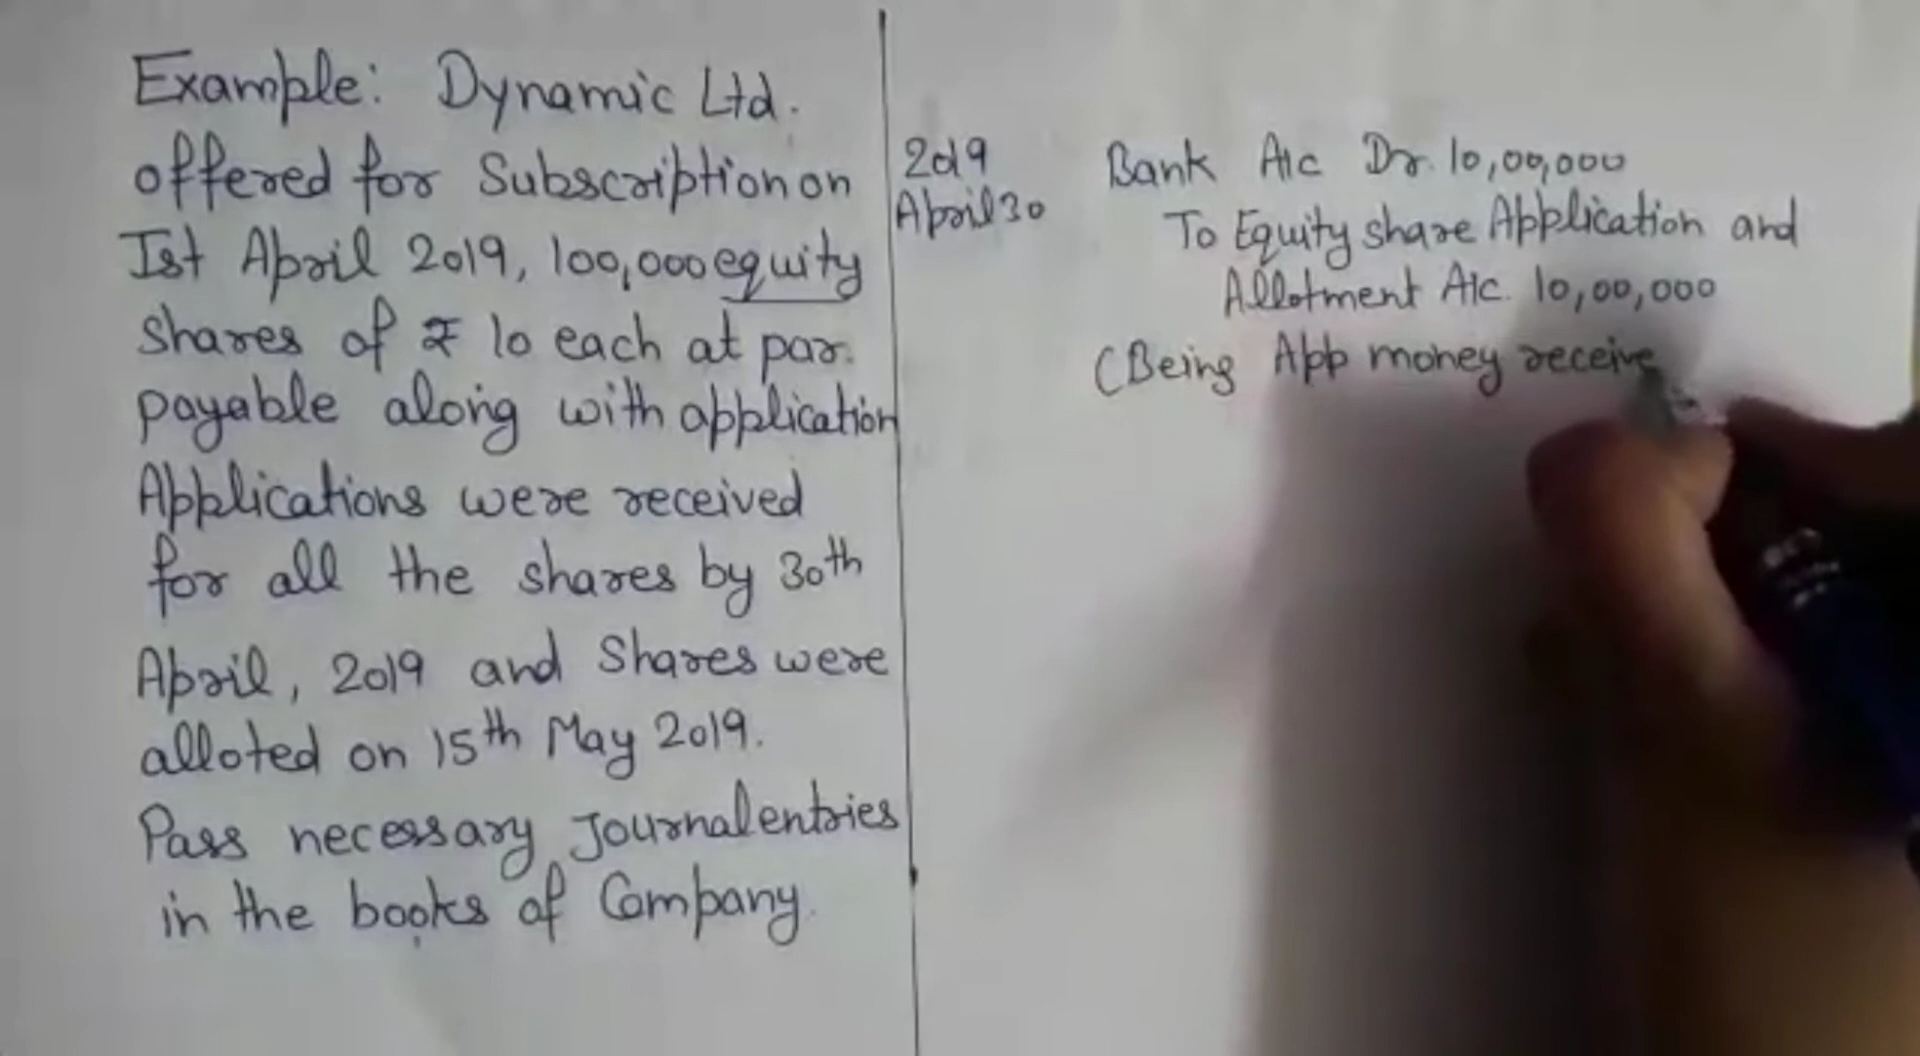 Example: Dynamic Ltd.
offered for Subscription on
Ist April 2019, 100,000 equity
Shares of ₹ 10 each at par.
payable along with application
Applications were received
for all the shares by 30th
April, 2019 and Shares were
alloted on 15th May 2019.
Pass necessary Journal entries
in the books of Company.
2019
April 30
Bank A/c Dr. 10,00,000
To Equity share Application and
Allotment A/c. 10,00,000
(Being App money receive